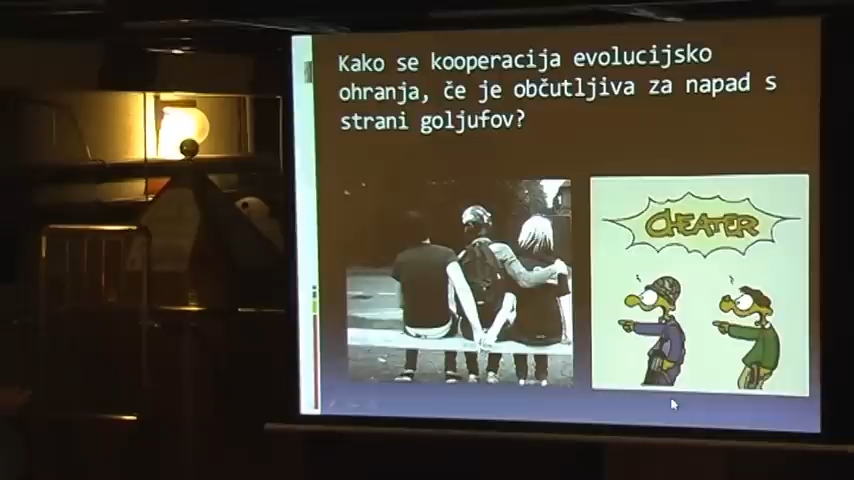 Kako se kooperacija evolucijsko
ohranja, če je občutljiva za napad s
strani goljufov?
CHEATER